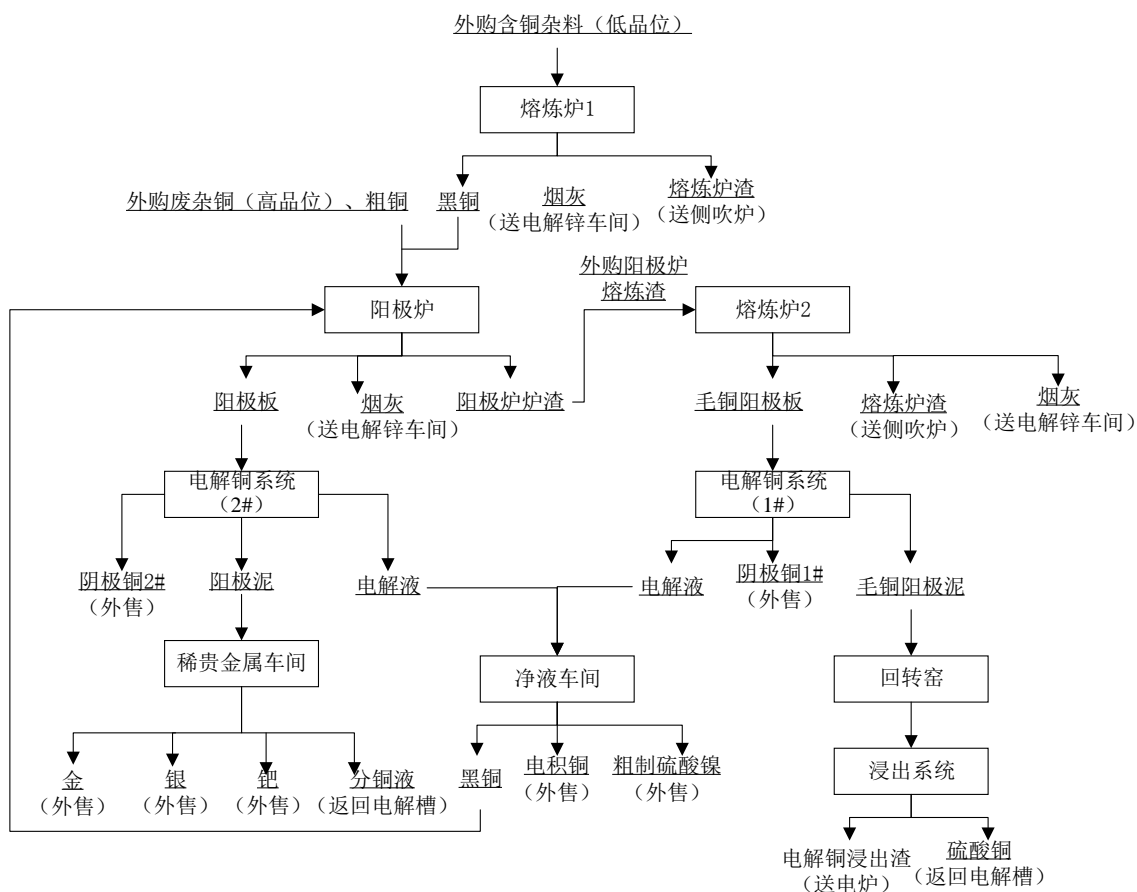 外购含铜杂料（低品位）
熔炼炉1
外购废杂铜（高品位）、粗铜
黑铜
烟灰
（送电解锌车间）
熔炼炉渣
（送侧吹炉）
外购阳极炉
熔炼渣
阳极炉
熔炼炉2
阳极板
烟灰
（送电解锌车间）
阳极炉炉渣
毛铜阳极板
熔炼炉渣
（送侧吹炉）
烟灰
（送电解锌车间）
电解铜系统
（2#）
电解铜系统
（1#）
阴极铜2#
（外售）
阳极泥
电解液
电解液
阴极铜1#
（外售）
毛铜阳极泥
稀贵金属车间
净液车间
回转窑
金
（外售）
银
（外售）
钯
（外售）
分铜液
（返回电解槽）
黑铜
电积铜
（外售）
粗制硫酸镍
（外售）
浸出系统
电解铜浸出渣
（送电炉）
硫酸铜
（返回电解槽）